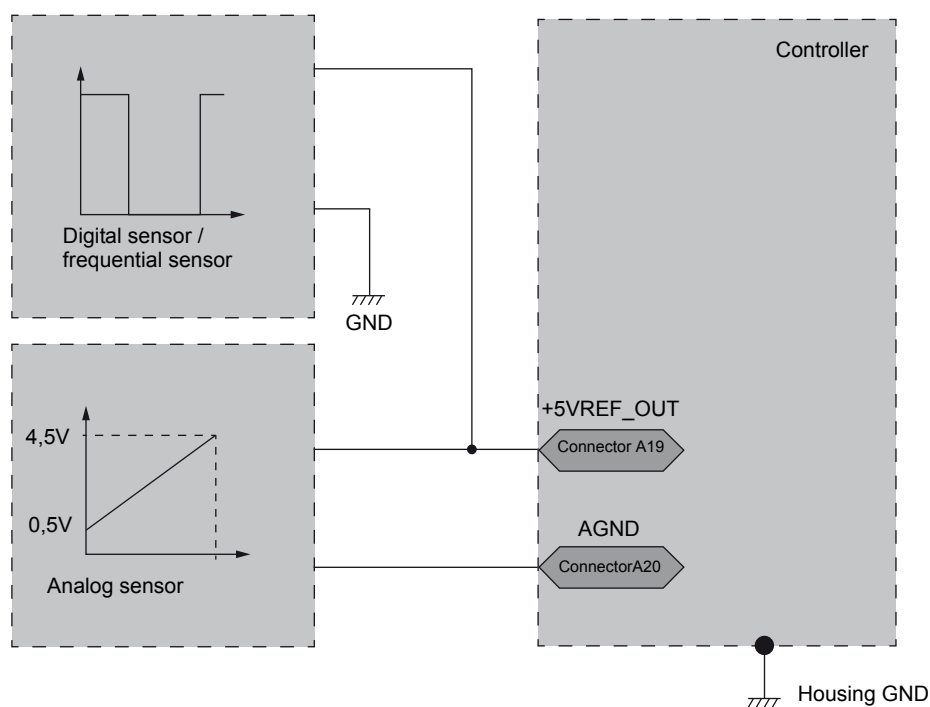 Controller
Digital sensor /
frequential sensor
GND
+5VREF_OUT
Connector A19
4,5V
0,5V
AGND
ConnectorA20
Analog sensor
Housing GND